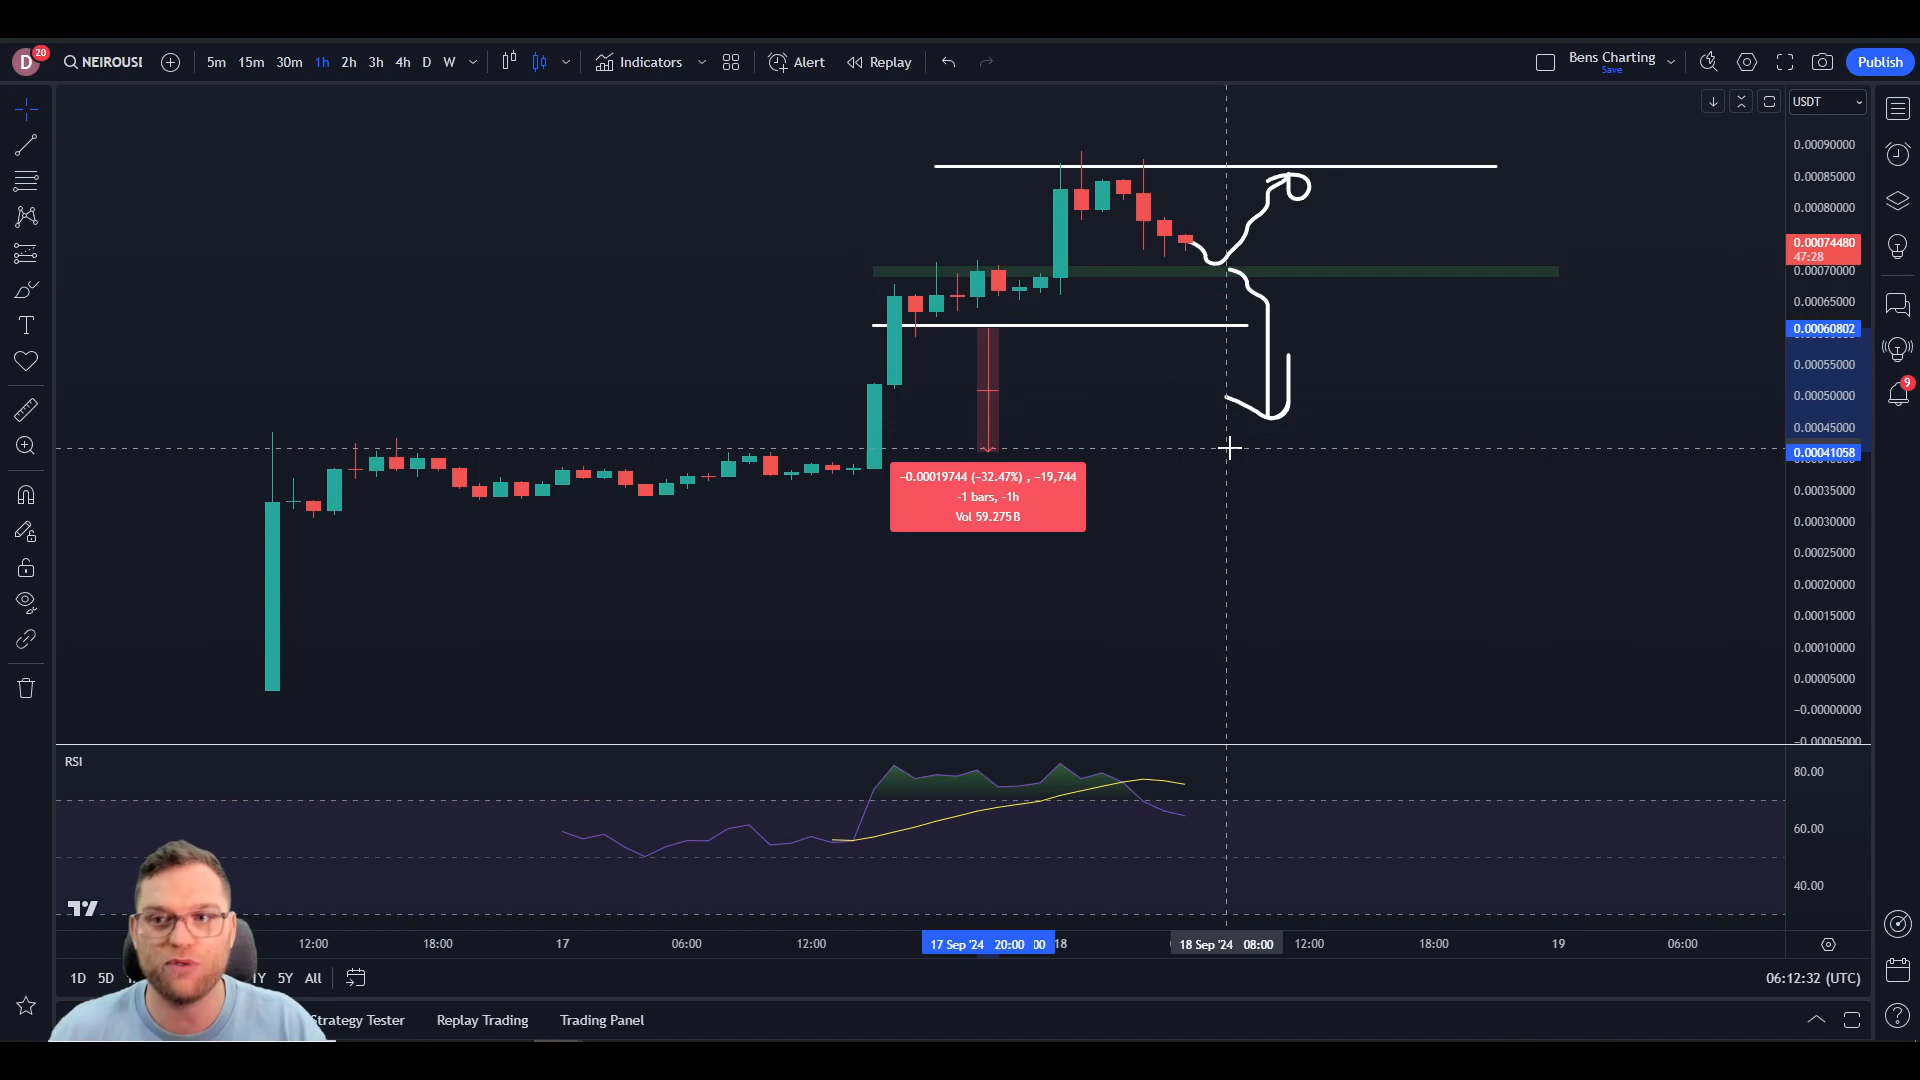 D 20 NEIROUSI 5m 15m 30m 1h 2h 3h 4h D W Indicators Alert Replay Bens Charting Publish
Save
USDT
0.00090000
0.00085000
0.00080000
0.00074480
47:28
0.00070000
0.00065000
0.00060802
0.00055000
0.00050000
0.00045000
0.00041058
0.00035000
0.00030000
0.00025000
0.00020000
0.00015000
0.00010000
0.00005000
−0.00000000
−0.00005000
9
−0.00019744 (−32.47%) , −19,744
-1 bars, -1h
Vol 59.275B
RSI
80.00
60.00
40.00
12:00 18:00 17 06:00 12:00 17 Sep '24 20:00 00 18 18 Sep '24 08:00 12:00 18:00 19 06:00
1D 5D 1Y 5Y All 06:12:32 (UTC)
Strategy Tester Replay Trading Trading Panel